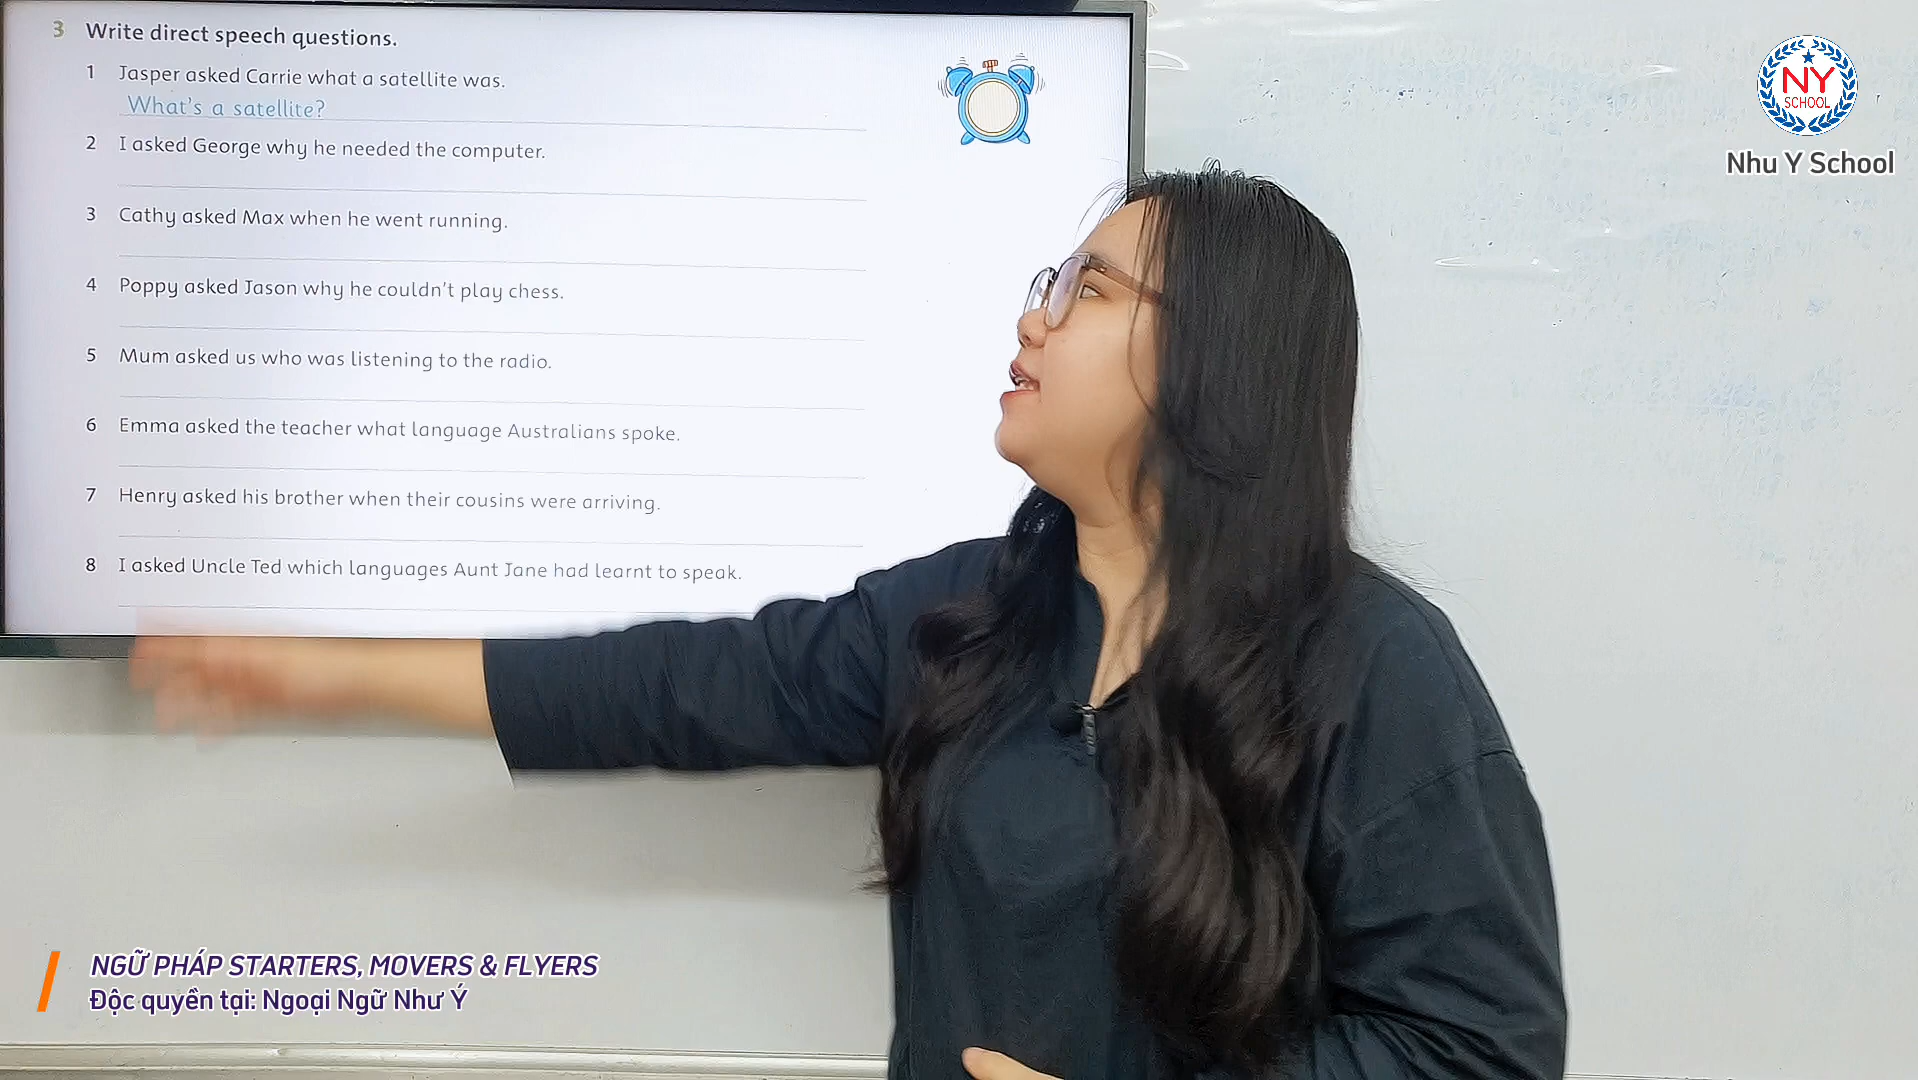 3 Write direct speech questions.
1 Jasper asked Carrie what a satellite was.
What's a satellite?
2 I asked George why he needed the computer.
3 Cathy asked Max when he went running.
4 Poppy asked Jason why he couldn't play chess.
5 Mum asked us who was listening to the radio.
6 Emma asked the teacher what language Australians spoke.
7 Henry asked his brother when their cousins were arriving.
8 I asked Uncle Ted which languages Aunt Jane had learnt to speak.
NY
SCHOOL
Nhu Y School
NGỮ PHÁP STARTERS, MOVERS & FLYERS
Độc quyền tại: Ngoại Ngữ Như Ý